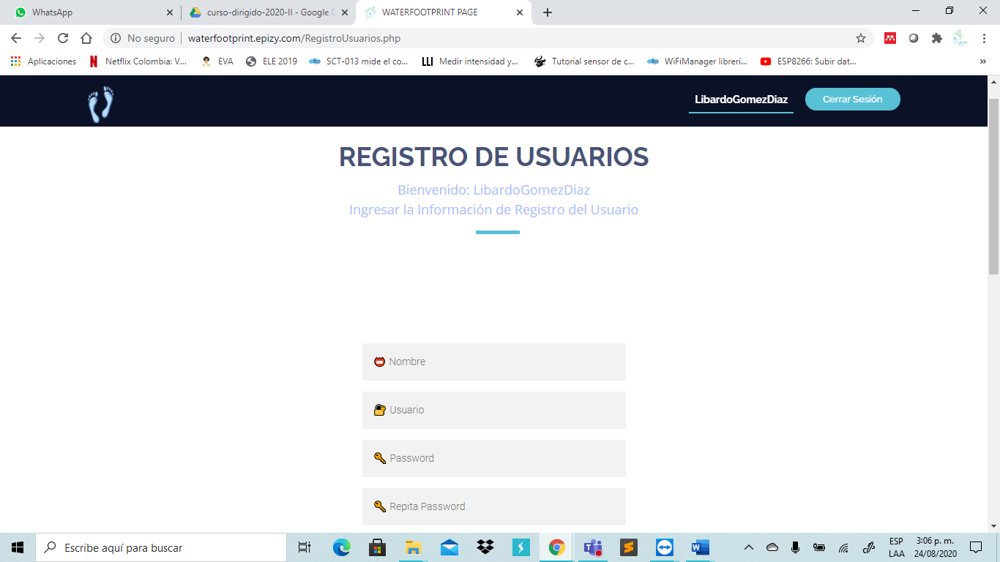 WhatsApp
curso-dirigido-2020-II - Google D
WATERFOOTPRINT PAGE
No seguro
waterfootprint.epizy.com/RegistroUsuarios.php
Aplicaciones
Netflix Colombia: V...
EVA
ELE 2019
SCT-013 mide el co...
Medir intensidad y...
Tutorial sensor de c...
WiFiManager librerí...
ESP8266: Subir dat...
LibardoGomezDiaz
Cerrar Sesión
REGISTRO DE USUARIOS
Bienvenido: LibardoGomezDiaz
Ingresar la Información de Registro del Usuario
Nombre
Usuario
Password
Repita Password
Escribe aquí para buscar
ESP
LAA
3:06 p. m.
24/08/2020